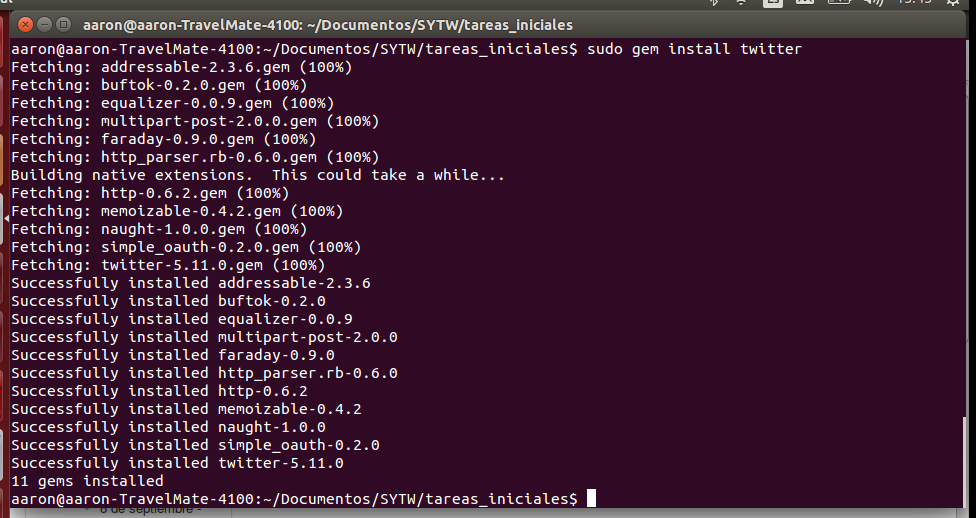 aaron@aaron-TravelMate-4100: ~/Documentos/SYTW/tareas_iniciales
aaron@aaron-TravelMate-4100:~/Documentos/SYTW/tareas_iniciales$ sudo gem install twitter
Fetching: addressable-2.3.6.gem (100%)
Fetching: buftok-0.2.0.gem (100%)
Fetching: equalizer-0.0.9.gem (100%)
Fetching: multipart-post-2.0.0.gem (100%)
Fetching: faraday-0.9.0.gem (100%)
Fetching: http_parser.rb-0.6.0.gem (100%)
Building native extensions.  This could take a while...
Fetching: http-0.6.2.gem (100%)
Fetching: memoizable-0.4.2.gem (100%)
Fetching: naught-1.0.0.gem (100%)
Fetching: simple_oauth-0.2.0.gem (100%)
Fetching: twitter-5.11.0.gem (100%)
Successfully installed addressable-2.3.6
Successfully installed buftok-0.2.0
Successfully installed equalizer-0.0.9
Successfully installed multipart-post-2.0.0
Successfully installed faraday-0.9.0
Successfully installed http_parser.rb-0.6.0
Successfully installed http-0.6.2
Successfully installed memoizable-0.4.2
Successfully installed naught-1.0.0
Successfully installed simple_oauth-0.2.0
Successfully installed twitter-5.11.0
11 gems installed
aaron@aaron-TravelMate-4100:~/Documentos/SYTW/tareas_iniciales$
6 de septiembre -